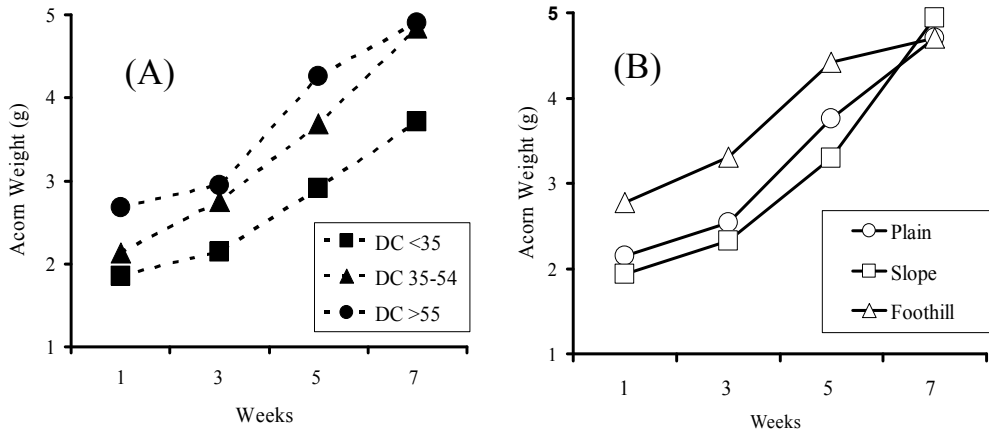 (A)
Acorn Weight (g)
5
4
3
2
1
1 3 5 7
Weeks
DC <35
DC 35-54
DC >55
(B)
Acorn Weight (g)
5
4
3
2
1
1 3 5 7
Weeks
Plain
Slope
Foothill